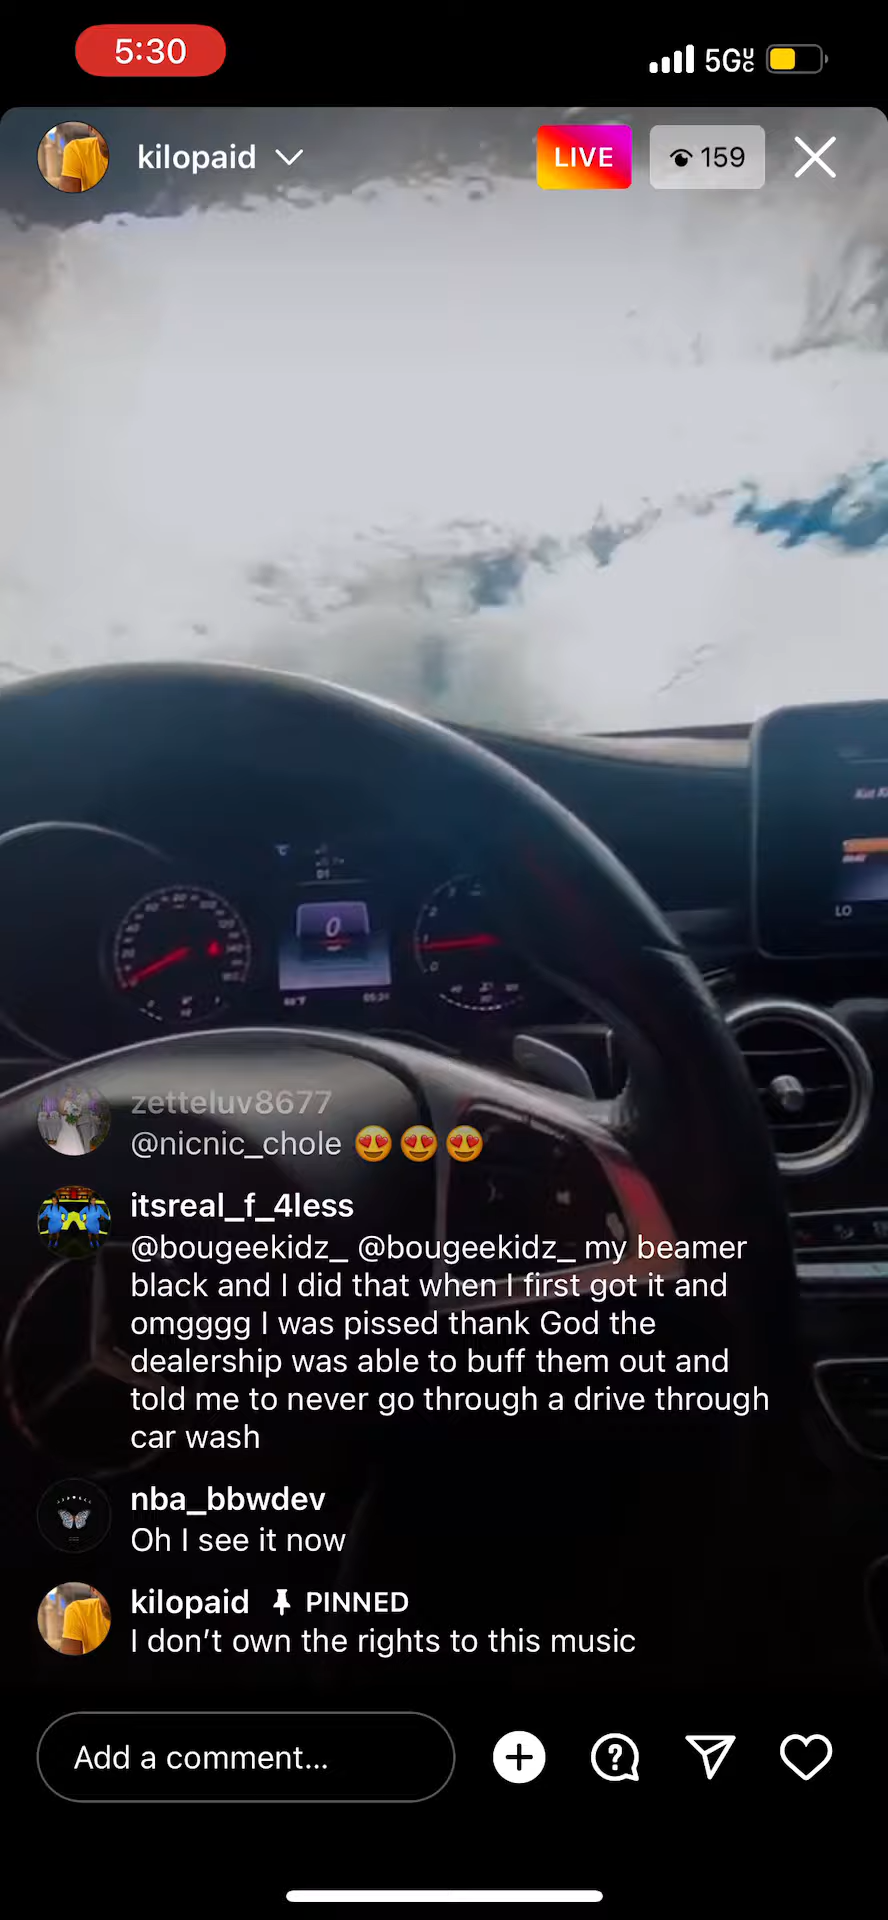 5:30
5G UC
kilopaid
LIVE
159
0
LO
zetteluv8677
@nicnic_chole 😍😍😍
itsreal_f_4less
@bougeekidz_ @bougeekidz_ my beamer
black and I did that when I first got it and
omgggg I was pissed thank God the
dealership was able to buff them out and
told me to never go through a drive through
car wash
nba_bbwdev
Oh I see it now
kilopaid PINNED
I don’t own the rights to this music
Add a comment...